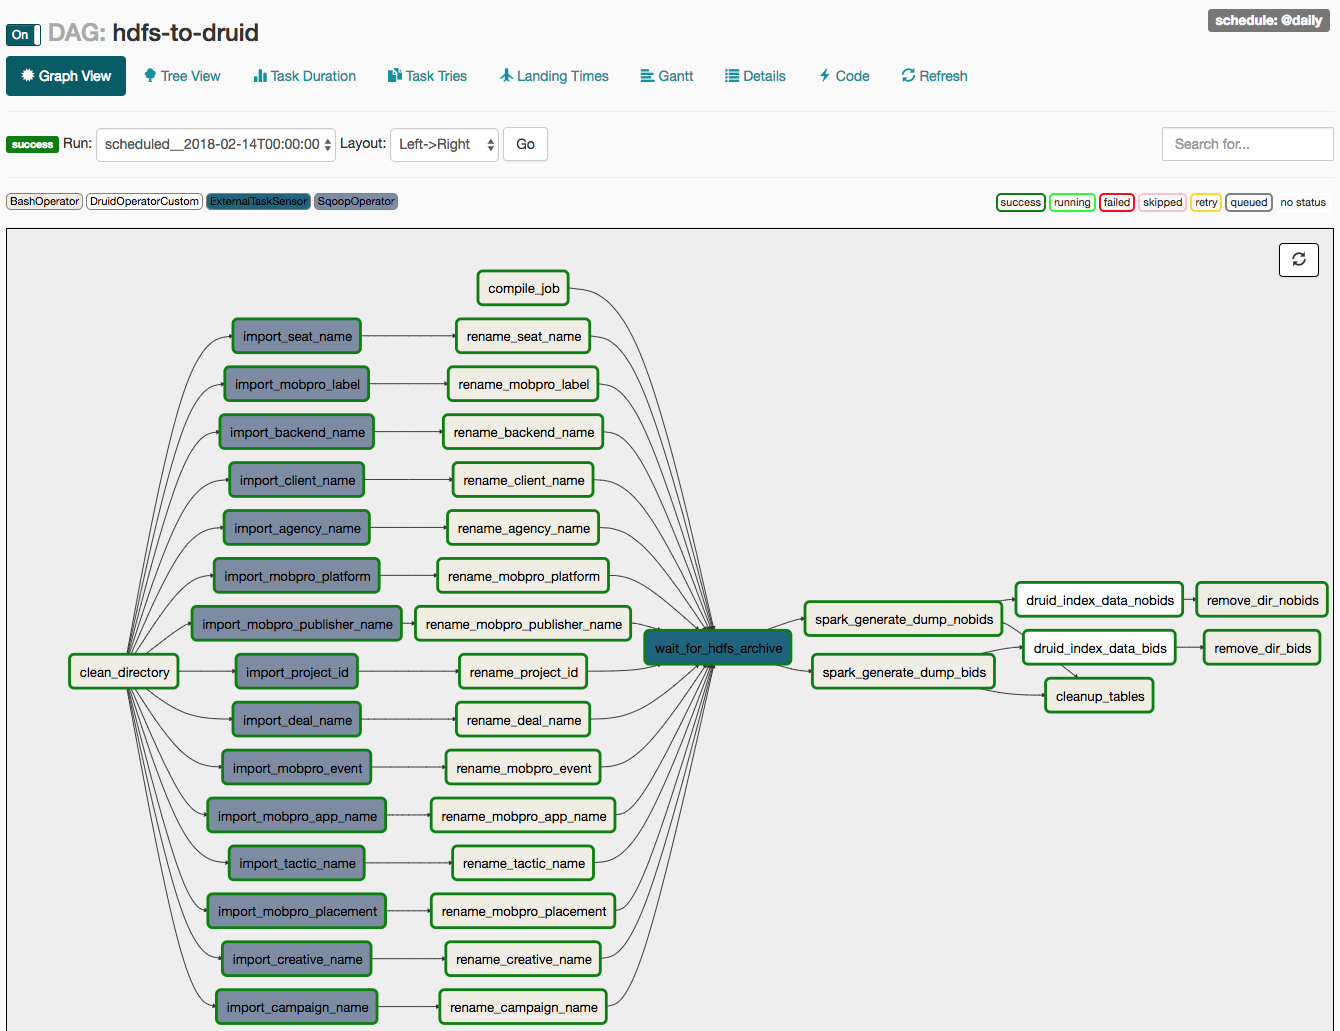 On DAG: hdfs-to-druid
schedule: @daily
Graph View Tree View Task Duration Task Tries Landing Times Gantt Details Code Refresh
success Run: scheduled__2018-02-14T00:00:00 Layout: Left->Right Go Search for...
BashOperator DruidOperatorCustom ExternalTaskSensor SqoopOperator
success running failed skipped retry queued no status
compile_job
import_seat_name rename_seat_name
import_mobpro_label rename_mobpro_label
import_backend_name rename_backend_name
import_client_name rename_client_name
import_agency_name rename_agency_name
import_mobpro_platform rename_mobpro_platform
import_mobpro_publisher_name rename_mobpro_publisher_name
clean_directory import_project_id rename_project_id
import_deal_name rename_deal_name
import_mobpro_event rename_mobpro_event
import_mobpro_app_name rename_mobpro_app_name
import_tactic_name rename_tactic_name
import_mobpro_placement rename_mobpro_placement
import_creative_name rename_creative_name
import_campaign_name rename_campaign_name
wait_for_hdfs_archive
spark_generate_dump_nobids druid_index_data_nobids remove_dir_nobids
spark_generate_dump_bids druid_index_data_bids remove_dir_bids
cleanup_tables